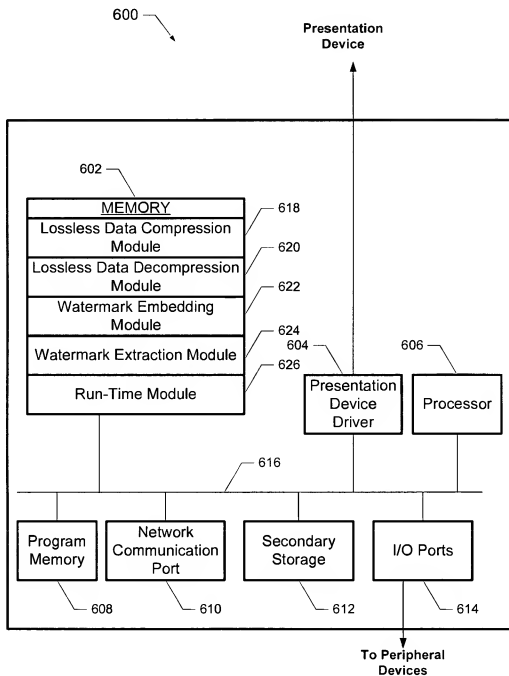 600
Presentation
Device
602
MEMORY
Lossless Data Compression
Module
618
Lossless Data Decompression
Module
620
Watermark Embedding
Module
622
Watermark Extraction Module
624
Run-Time Module
626
604
Presentation
Device
Driver
606
Processor
616
Program
Memory
608
Network
Communication
Port
610
Secondary
Storage
612
I/O Ports
614
To Peripheral
Devices